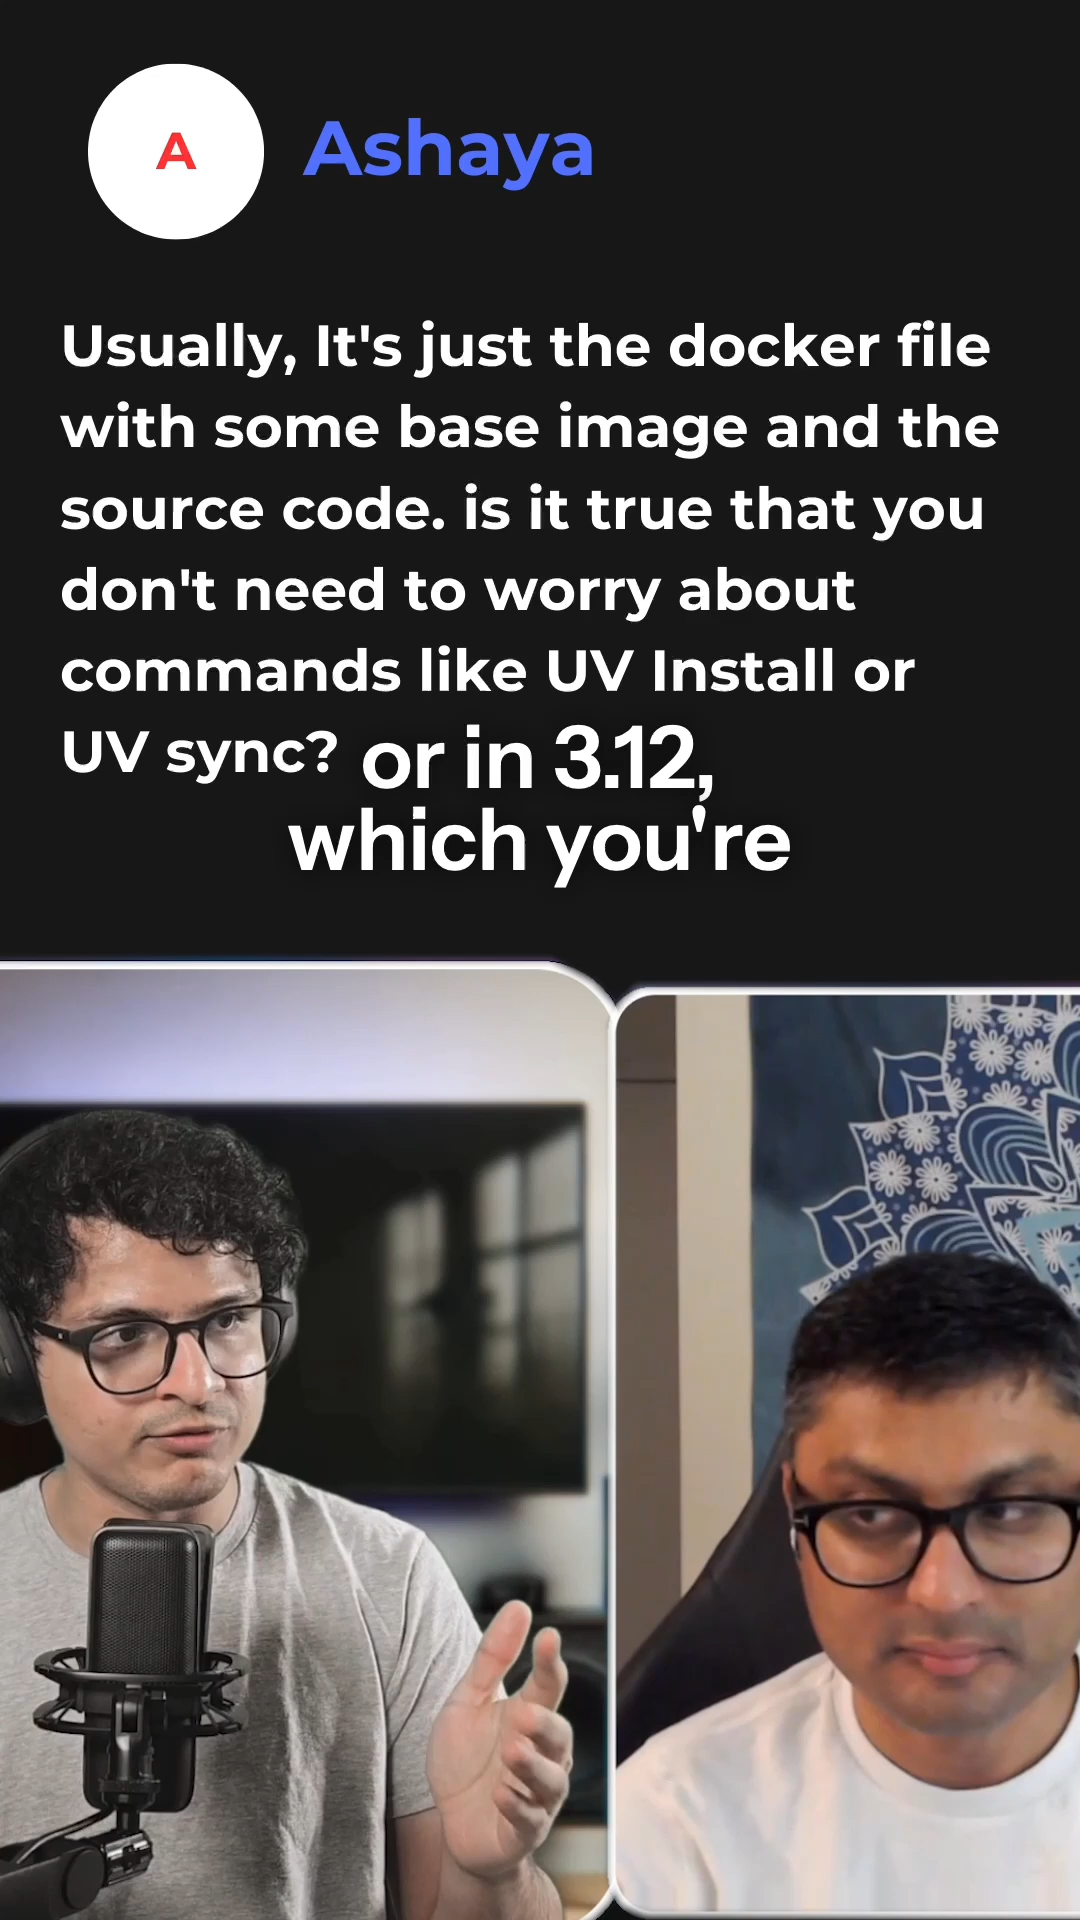 A
Ashaya
Usually, It's just the docker file
with some base image and the
source code. is it true that you
don't need to worry about
commands like UV Install or
UV sync?
or in 3.12,
which you're